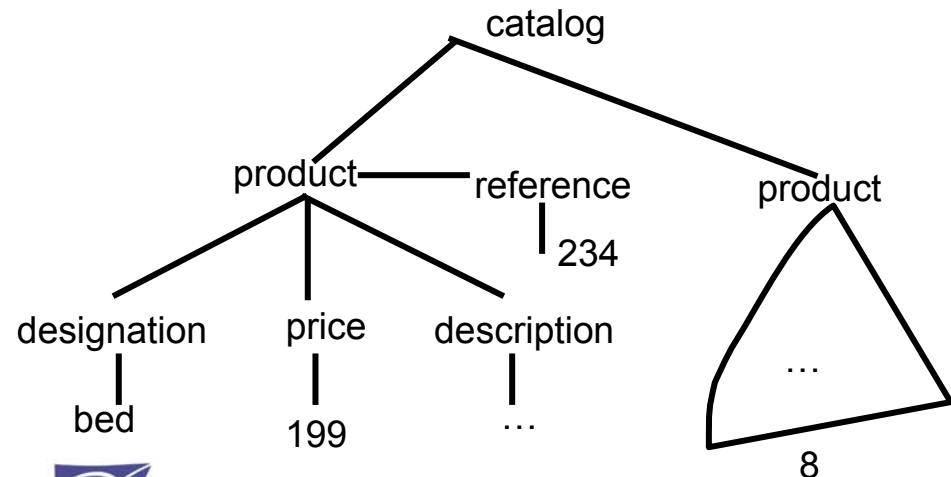 catalog
product
reference
product
234
designation
price
description
bed
199
...
...
8